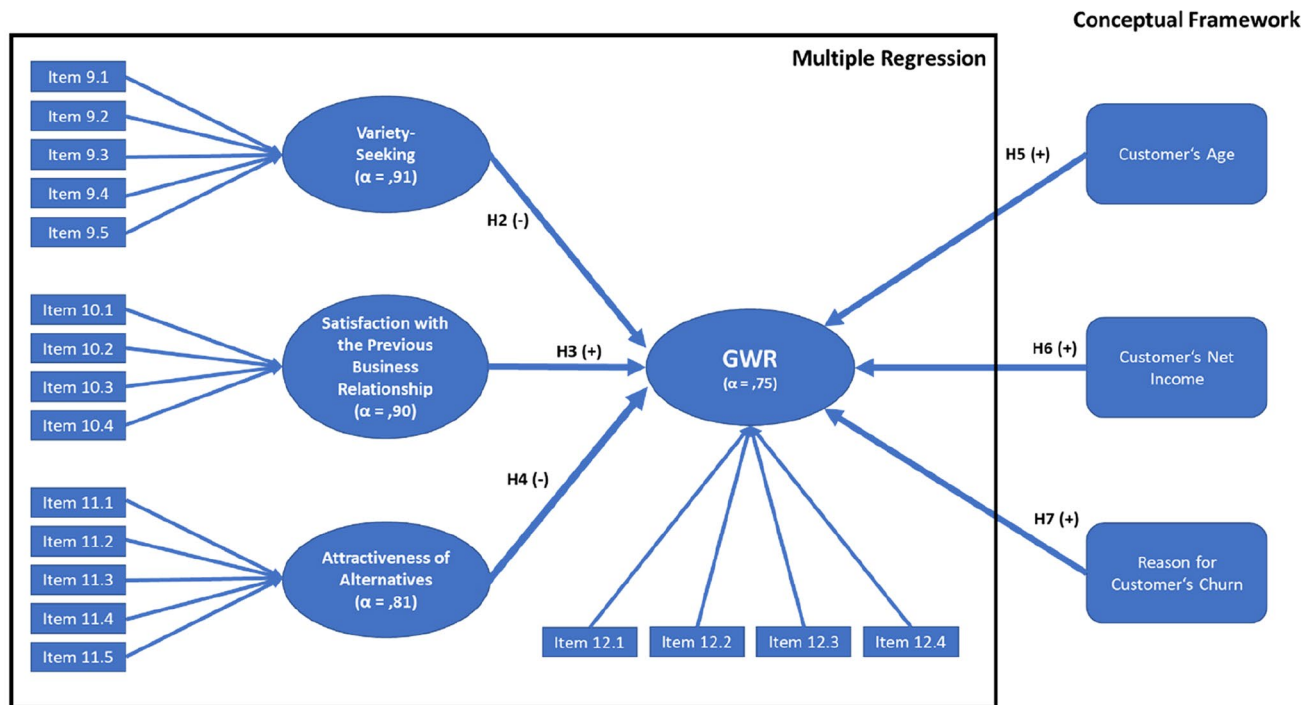 Conceptual Framework
Multiple Regression
Item 9.1
Item 9.2
Item 9.3
Item 9.4
Item 9.5
Variety-
Seeking
(α = ,91)
H2 (-)
Item 10.1
Item 10.2
Item 10.3
Item 10.4
Satisfaction with
the Previous
Business
Relationship
(α = ,90)
H3 (+)
Item 11.1
Item 11.2
Item 11.3
Item 11.4
Item 11.5
Attractiveness of
Alternatives
(α = ,81)
H4 (-)
GWR
(α = ,75)
Item 12.1
Item 12.2
Item 12.3
Item 12.4
H5 (+)
Customer‘s Age
H6 (+)
Customer‘s Net
Income
H7 (+)
Reason for
Customer‘s Churn